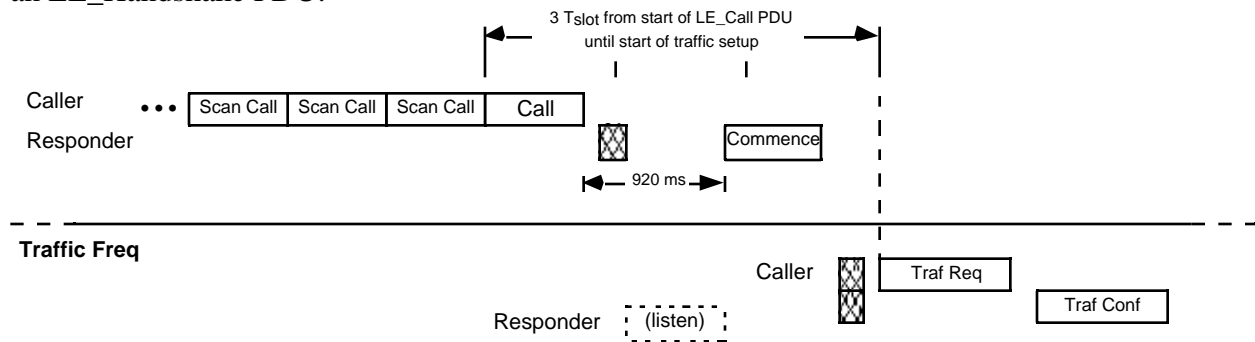 an LE_Handshake PDU.
3 Tslot from start of LE_Call PDU
until start of traffic setup
Caller ••• Scan Call Scan Call Scan Call Call
Responder Commence
920 ms
Traffic Freq
Caller Traf Req
Traf Conf
Responder (listen)